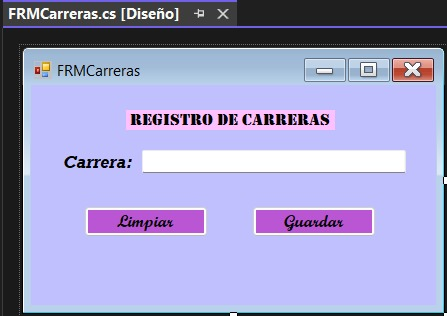 FRMCarreras.cs [Diseño]
FRMCarreras
REGISTRO DE CARRERAS
Carrera:
Limpiar Guardar